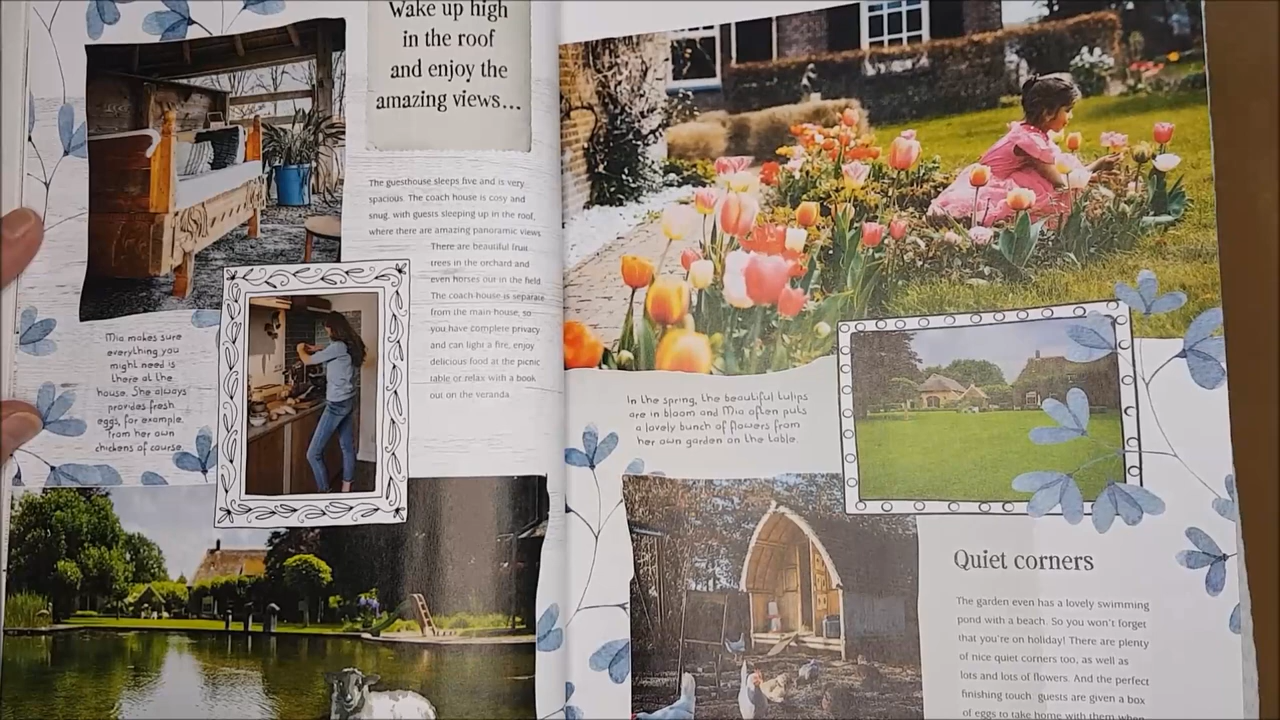 Wake up high
in the roof
and enjoy the
amazing views...
The guesthouse sleeps five and is very
spacious. The coach house is cosy and
snug, with guests sleeping up in the roof,
where there are amazing panoramic views.
There are beautiful fruit
trees in the orchard and
even horses out in the field.
The coach house is separate
from the main house, so
you have complete privacy
and can light a fire, enjoy
delicious food at the picnic
table or relax with a book
out on the veranda.
Mia makes sure
everything you
might need is
there at the
house. She always
provides fresh
eggs, for example,
from her own
chickens of course.
In the spring, the beautiful tulips
are in bloom and Mia often puts
a lovely bunch of flowers from
her own garden on the table.
Quiet corners
The garden even has a lovely swimming
pond with a beach. So you won't forget
that you're on holiday! There are plenty
of nice quiet corners too, as well as
lots and lots of flowers. And the perfect
finishing touch: guests are given a box
of eggs to take home with them when